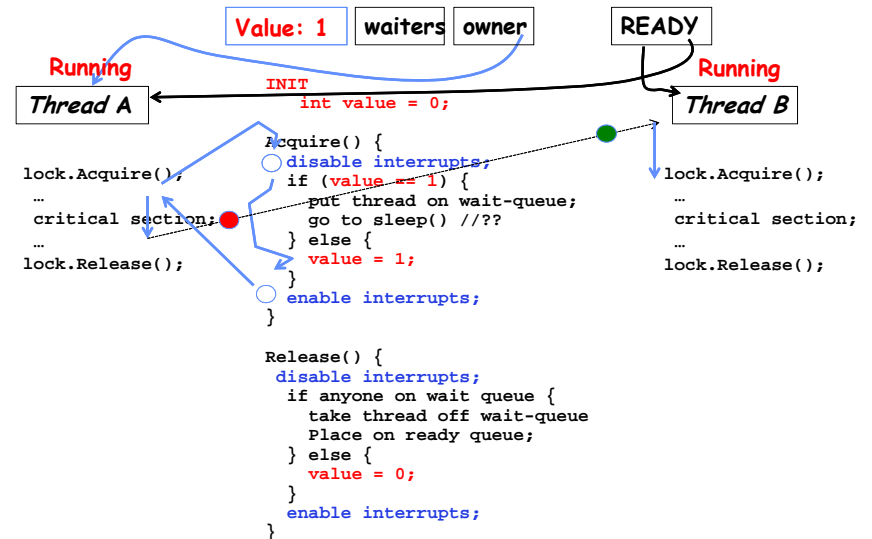 Value: 1 waiters owner READY
Running Running
Thread A Thread B
INIT
int value = 0;
Acquire() {
disable interrupts;
if (value == 1) {
put thread on wait-queue;
go to sleep() //??
} else {
value = 1;
}
enable interrupts;
}
Release() {
disable interrupts;
if anyone on wait queue {
take thread off wait-queue
Place on ready queue;
} else {
value = 0;
}
enable interrupts;
}
lock.Acquire();
…
critical section;
…
lock.Release();
lock.Acquire();
…
critical section;
…
lock.Release();